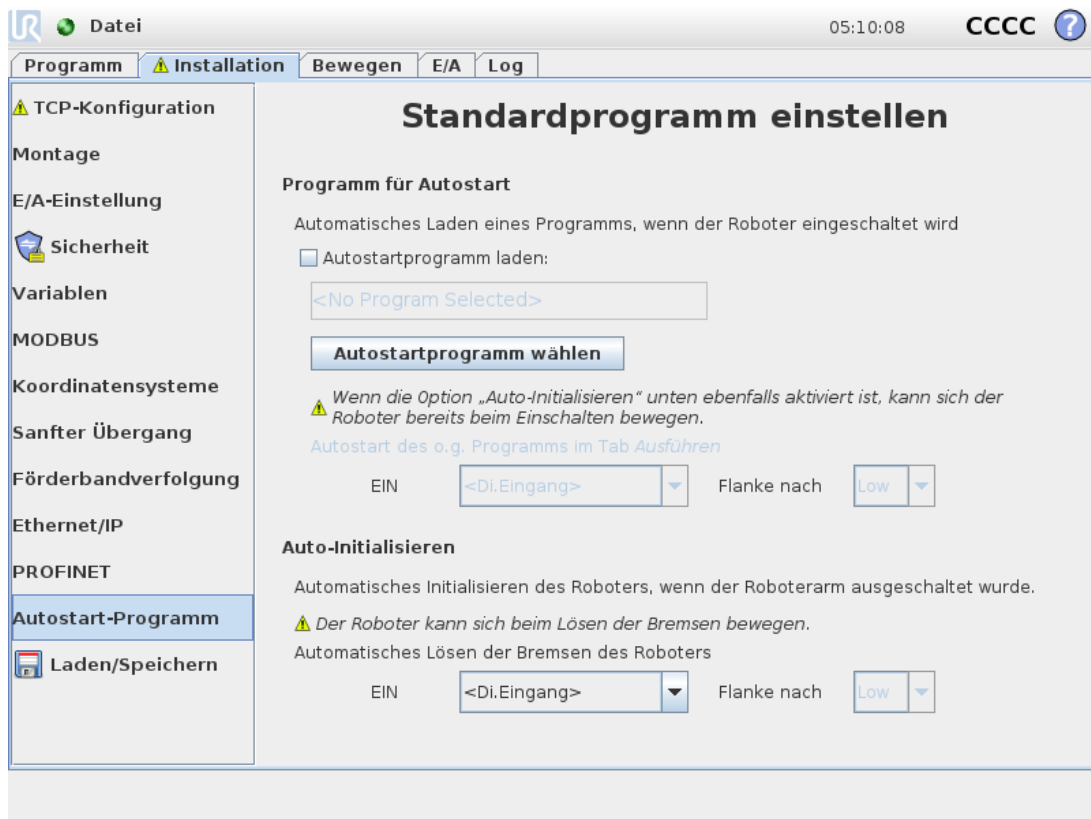 UR Datei 05:10:08 CCCC ?
Programm Installation Bewegen E/A Log
TCP-Konfiguration
Montage
E/A-Einstellung
Sicherheit
Variablen
MODBUS
Koordinatensysteme
Sanfter Übergang
Förderbandverfolgung
Ethernet/IP
PROFINET
Autostart-Programm
Laden/Speichern
Standardprogramm einstellen
Programm für Autostart
Automatisches Laden eines Programms, wenn der Roboter eingeschaltet wird
Autostartprogramm laden:
<No Program Selected>
Autostartprogramm wählen
Wenn die Option „Auto-Initialisieren“ unten ebenfalls aktiviert ist, kann sich der
Roboter bereits beim Einschalten bewegen.
Autostart des o.g. Programms im Tab Ausführen
EIN <Di.Eingang> Flanke nach Low
Auto-Initialisieren
Automatisches Initialisieren des Roboters, wenn der Roboterarm ausgeschaltet wurde.
Der Roboter kann sich beim Lösen der Bremsen bewegen.
Automatisches Lösen der Bremsen des Roboters
EIN <Di.Eingang> Flanke nach Low